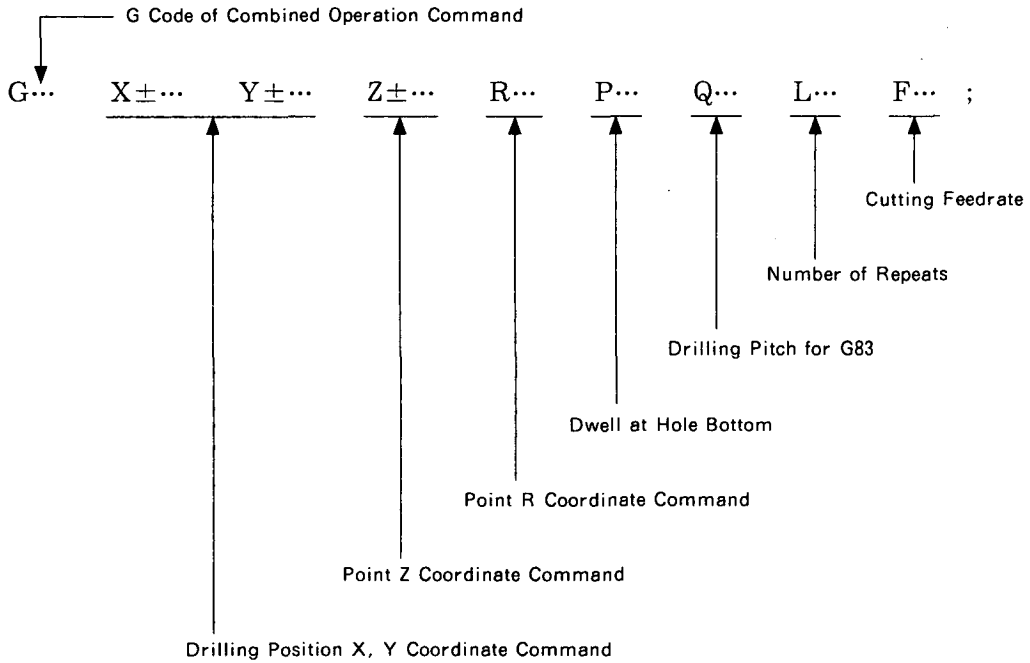 G Code of Combined Operation Command
G··· X±··· Y±··· Z±··· R··· P··· Q··· L··· F··· ;
Cutting Feedrate
Number of Repeats
Drilling Pitch for G83
Dwell at Hole Bottom
Point R Coordinate Command
Point Z Coordinate Command
Drilling Position X, Y Coordinate Command